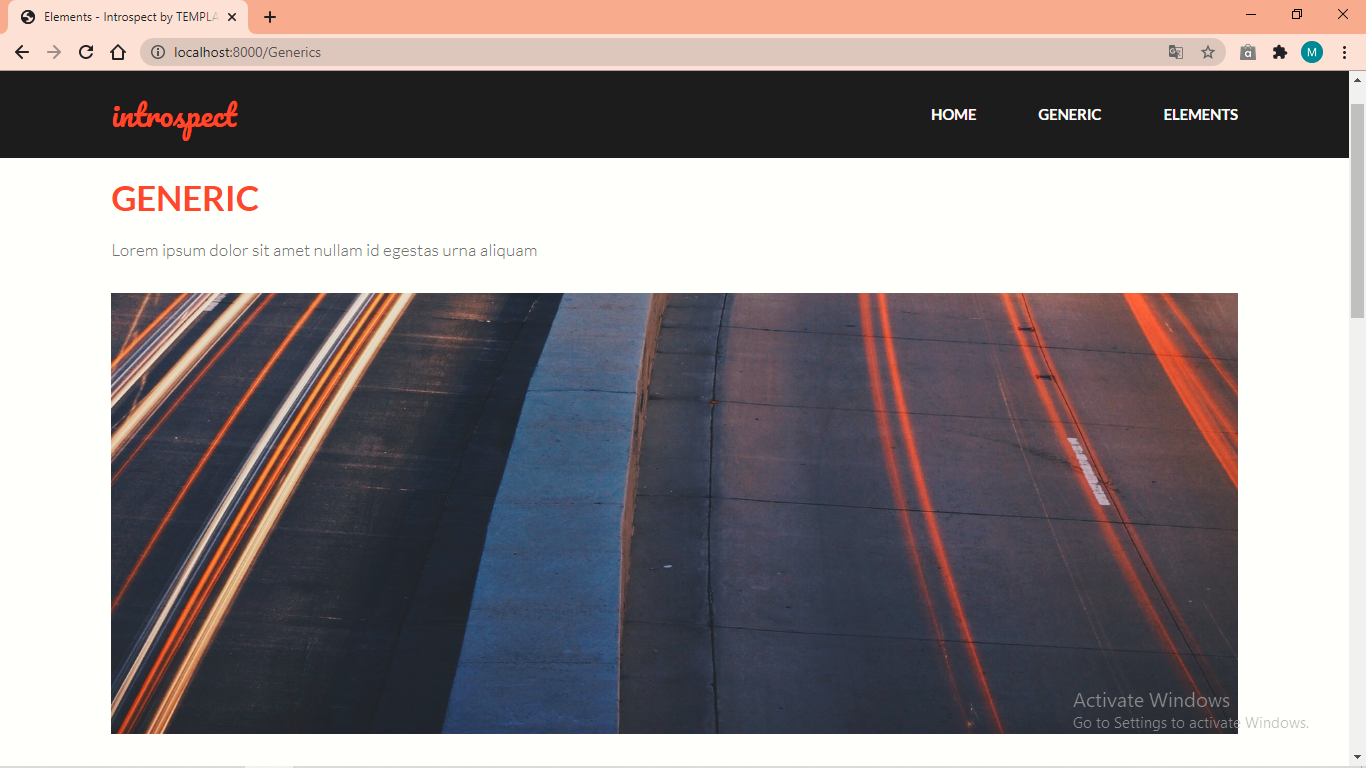 Elements - Introspect by TEMPLA
localhost:8000/Generics
M
introspect
HOME GENERIC ELEMENTS
GENERIC
Lorem ipsum dolor sit amet nullam id egestas urna aliquam
Activate Windows
Go to Settings to activate Windows.